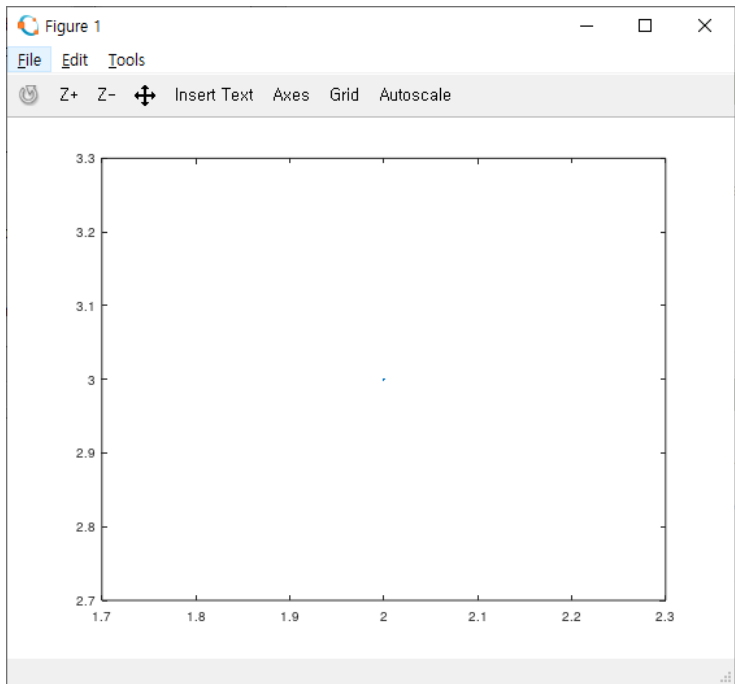 Figure 1
File Edit Tools
Z+ Z- Insert Text Axes Grid Autoscale
3.3
3.2
3.1
3
2.9
2.8
2.7
1.7 1.8 1.9 2 2.1 2.2 2.3